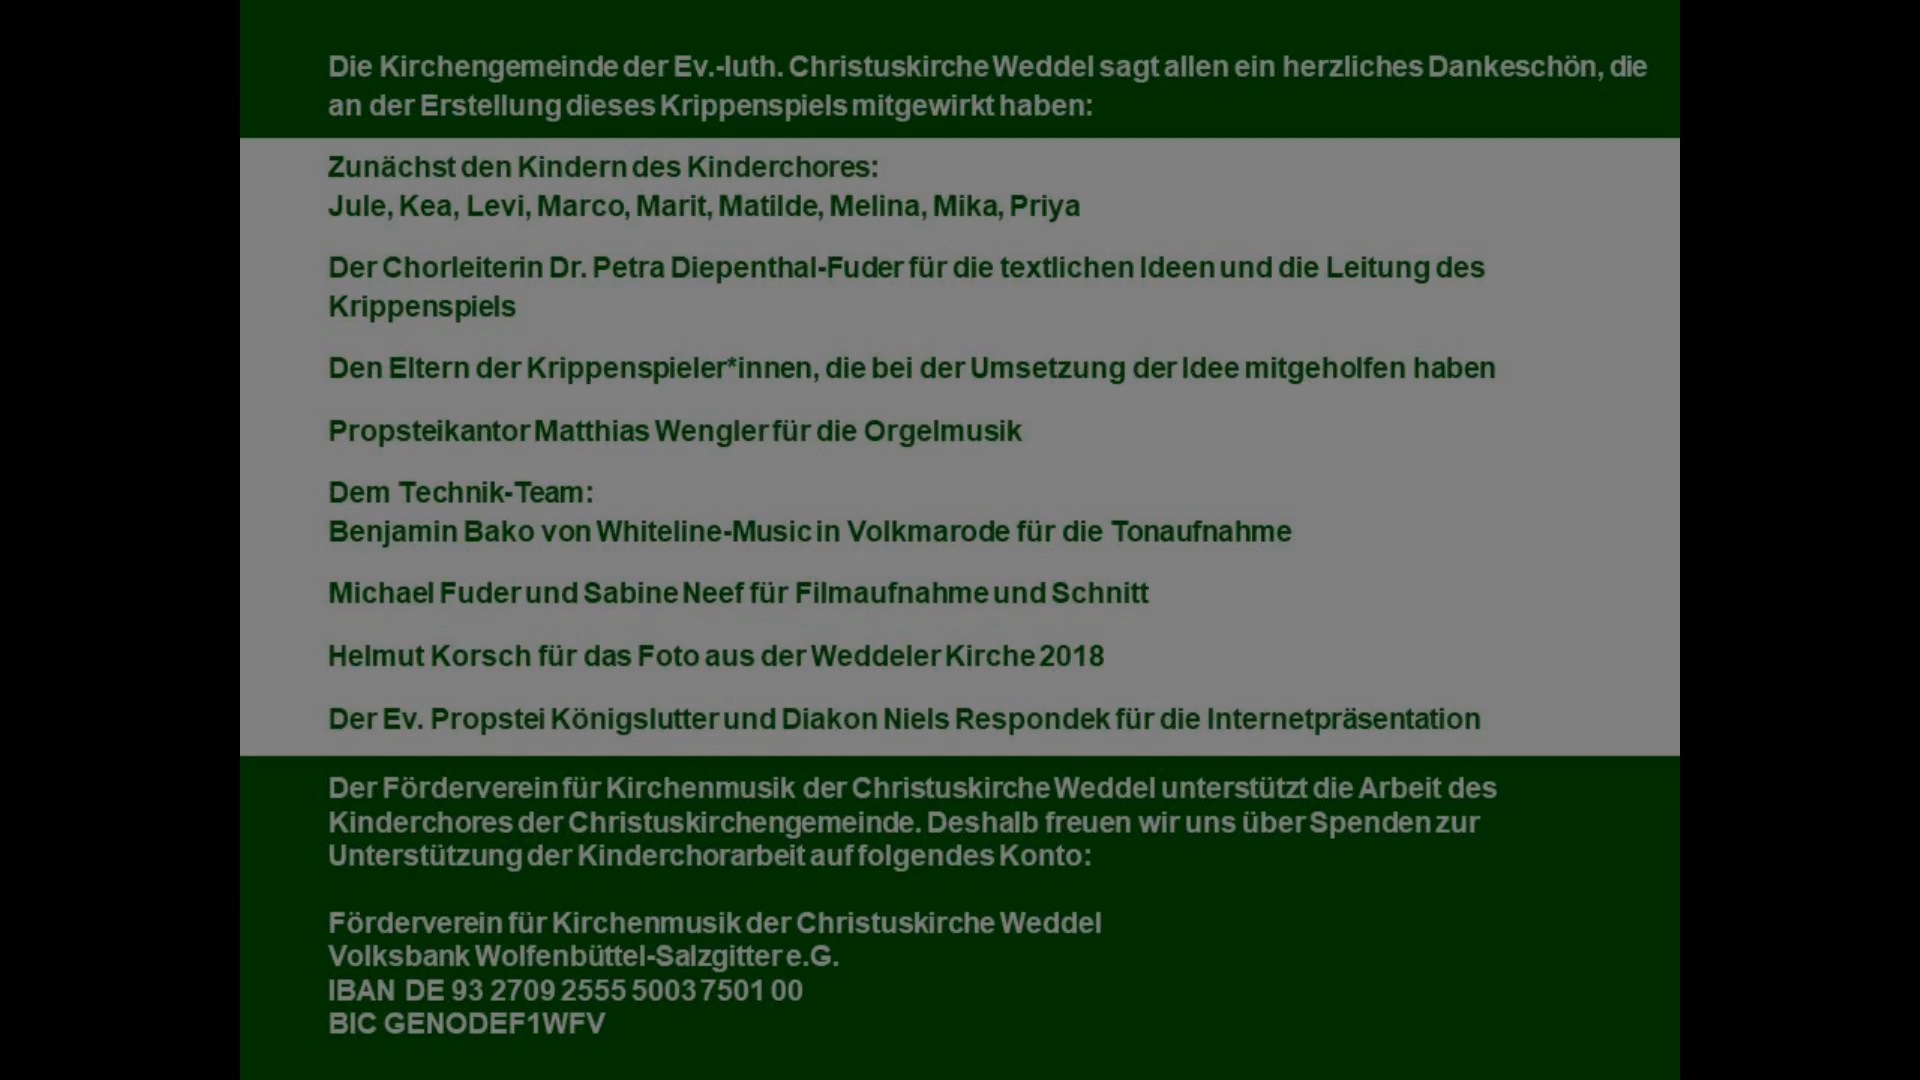 Die Kirchengemeinde der Ev.-luth. Christuskirche Weddel sagt allen ein herzliches Dankeschön, die
an der Erstellung dieses Krippenspiels mitgewirkt haben:
Zunächst den Kindern des Kinderchores:
Jule, Kea, Levi, Marco, Marit, Matilde, Melina, Mika, Priya
Der Chorleiterin Dr. Petra Diepenthal-Fuder für die textlichen Ideen und die Leitung des
Krippenspiels
Den Eltern der Krippenspieler*innen, die bei der Umsetzung der Idee mitgeholfen haben
Propsteikantor Matthias Wengler für die Orgelmusik
Dem Technik-Team:
Benjamin Bako von Whiteline-Music in Volkmarode für die Tonaufnahme
Michael Fuder und Sabine Neef für Filmaufnahme und Schnitt
Helmut Korsch für das Foto aus der Weddeler Kirche 2018
Der Ev. Propstei Königslutter und Diakon Niels Respondek für die Internetpräsentation
Der Förderverein für Kirchenmusik der Christuskirche Weddel unterstützt die Arbeit des
Kinderchores der Christuskirchengemeinde. Deshalb freuen wir uns über Spenden zur
Unterstützung der Kinderchorarbeit auf folgendes Konto:
Förderverein für Kirchenmusik der Christuskirche Weddel
Volksbank Wolfenbüttel-Salzgitter e.G.
IBAN DE 93 2709 2555 5003 7501 00
BIC GENODEF1WFV